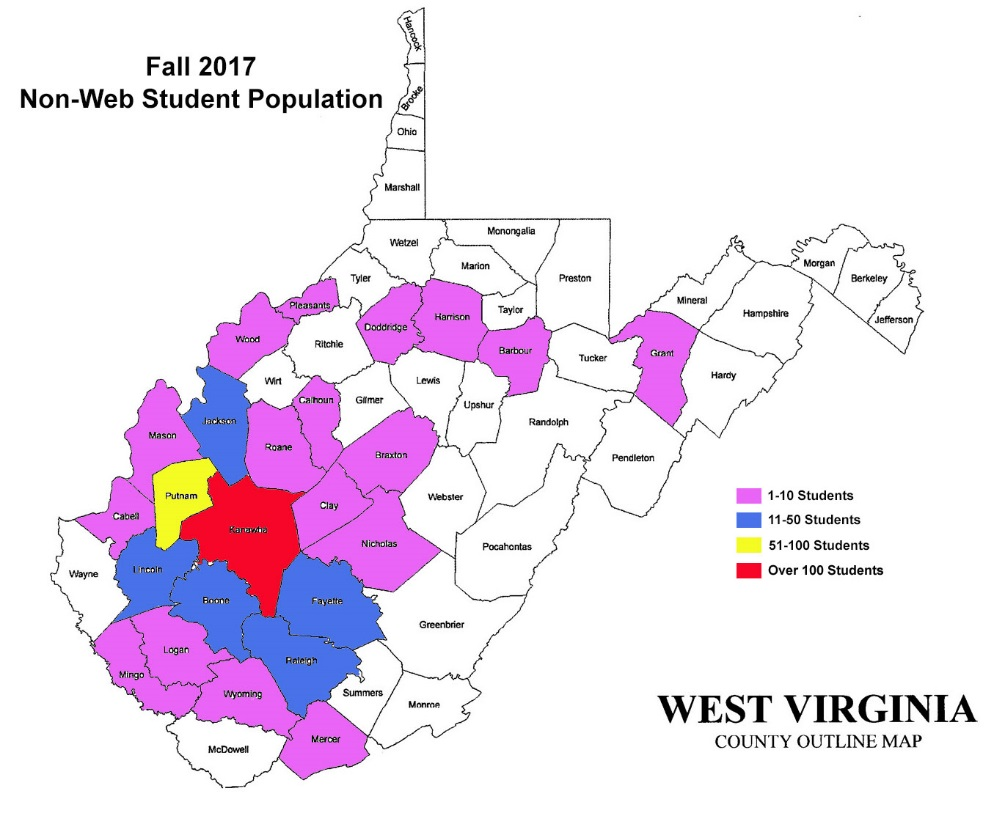 Fall 2017
Non-Web Student Population
Hancock
Brooke
Ohio
Marshall
Wetzel
Monongalia
Marion
Preston
Tyler
Taylor
Pleasants
Doddridge
Harrison
Wood
Ritchie
Barbour
Tucker
Grant
Mineral
Hampshire
Morgan
Berkeley
Jefferson
Hardy
Wirt
Lewis
Calhoun
Gilmer
Upshur
Randolph
Jackson
Mason
Roane
Braxton
Pendleton
Putnam
Webster
Cabell
Clay
Kanawha
Nicholas
Pocahontas
Wayne
Lincoln
Boone
Fayette
Greenbrier
Logan
Raleigh
Mingo
Wyoming
Summers
Monroe
McDowell
Mercer
1-10 Students
11-50 Students
51-100 Students
Over 100 Students
WEST VIRGINIA
COUNTY OUTLINE MAP